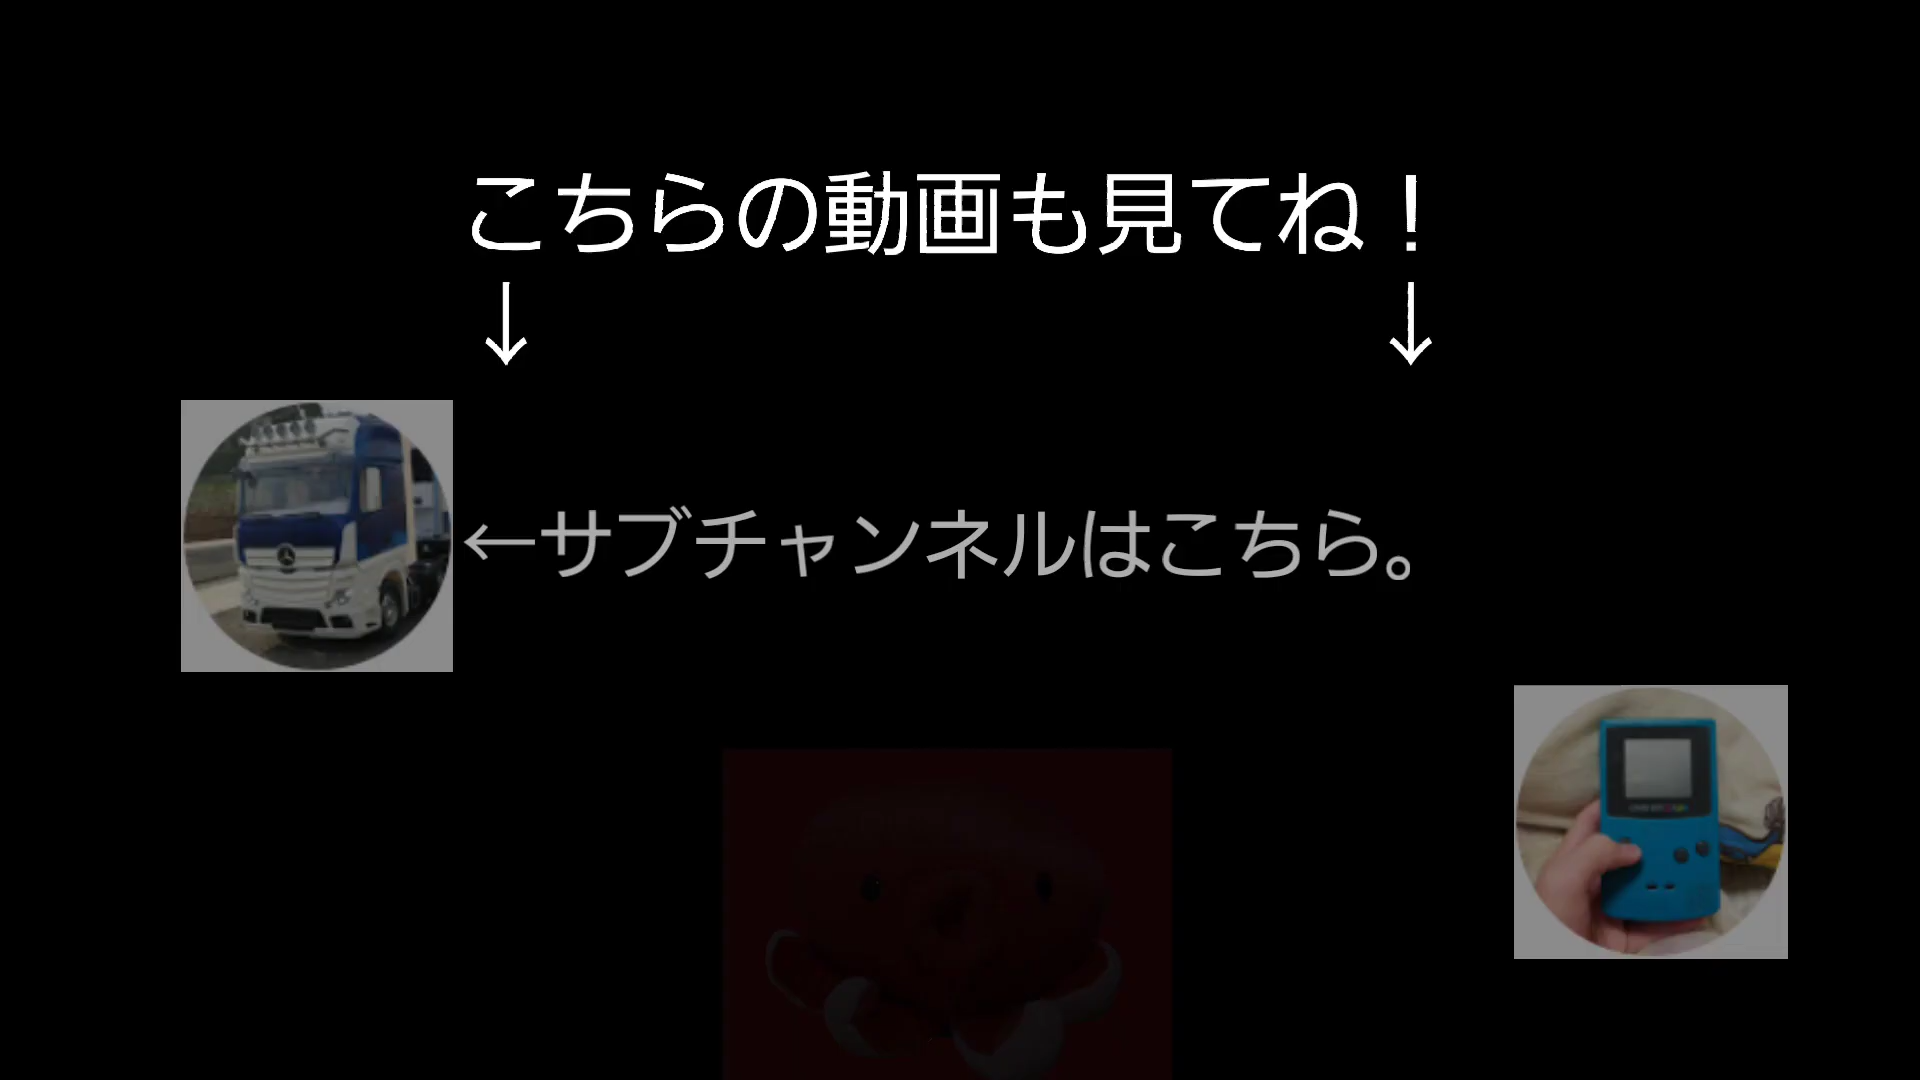 こちらの動画も見てね！
↓ ↓
←サブチャンネルはこちら。